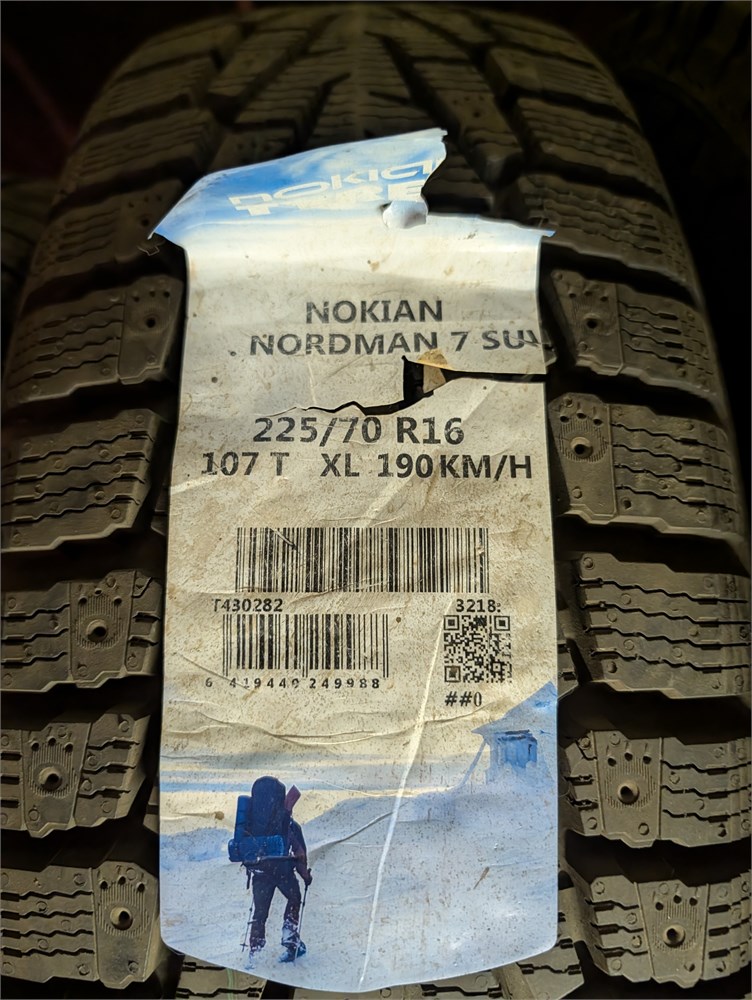 NOKIAN
NORDMAN 7 SUV
225/70 R16
107 T XL 190 KM/H
T430282 3218:
6 419440 249988
##0